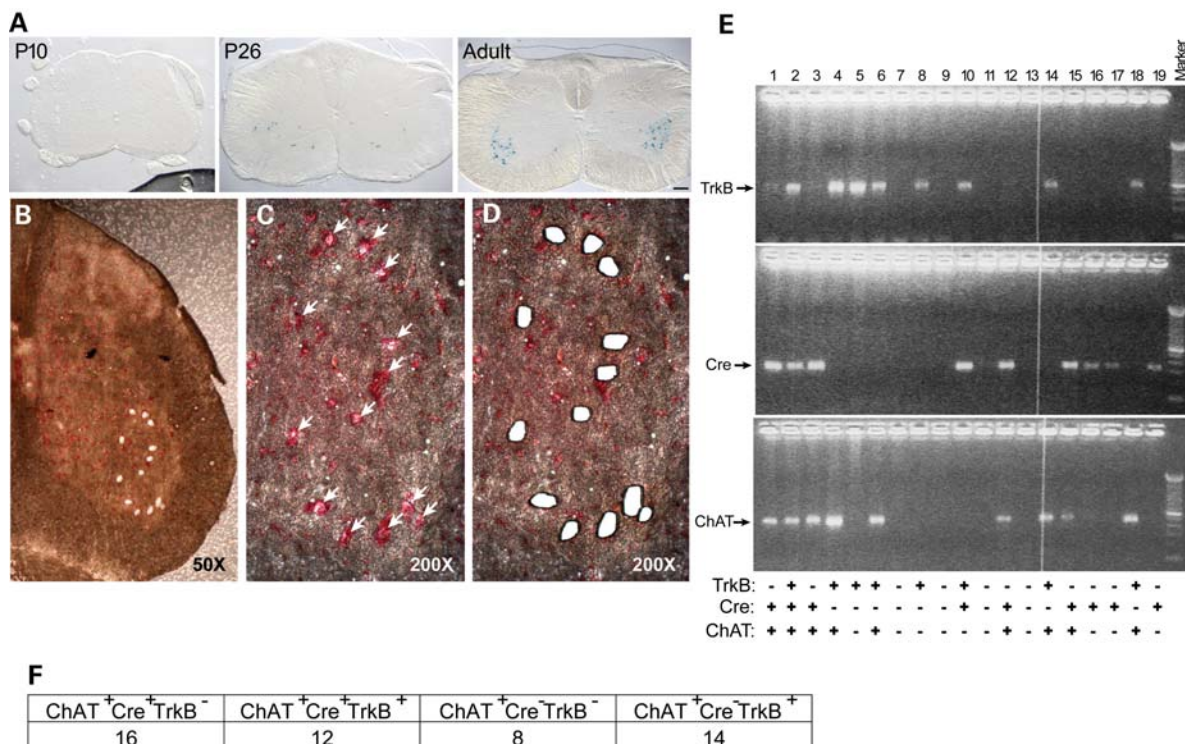 A
P10
P26
Adult
B
50X
C
200X
D
200X
E
1 2 3 4 5 6 7 8 9 10 11 12 13 14 15 16 17 18 19 Marker
TrkB
Cre
ChAT
TrkB: - + - + + + - + - + - - - + - - - + -
Cre: + + + - - - - - - + - + - - + + + - +
ChAT: + + + + - + - - - - - + - + + - - + -
F
ChAT+Cre+TrkB- ChAT+Cre+TrkB+ ChAT+Cre-TrkB- ChAT+Cre-TrkB+
16 12 8 14